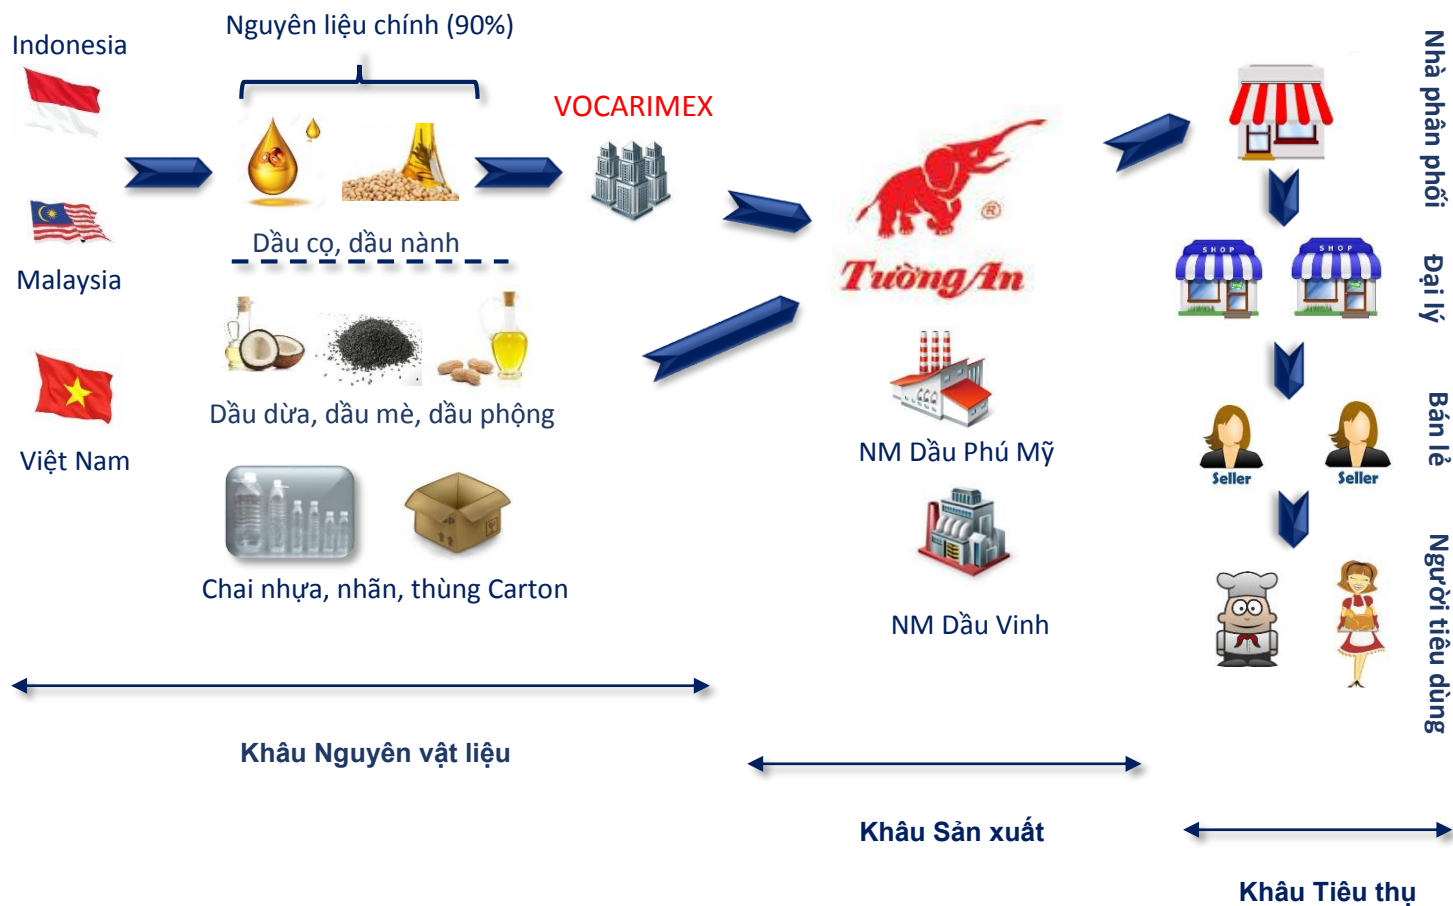 Indonesia
Malaysia
Việt Nam
Nguyên liệu chính (90%)
Dầu cọ, dầu nành
Dầu dừa, dầu mè, dầu phộng
Chai nhựa, nhãn, thùng Carton
VOCARIMEX
®
Tường An
NM Dầu Phú Mỹ
NM Dầu Vinh
Nhà phân phối
SHOP
SHOP
Đại lý
Seller
Seller
Bán lẻ
Người tiêu dùng
Khâu Nguyên vật liệu
Khâu Sản xuất
Khâu Tiêu thụ